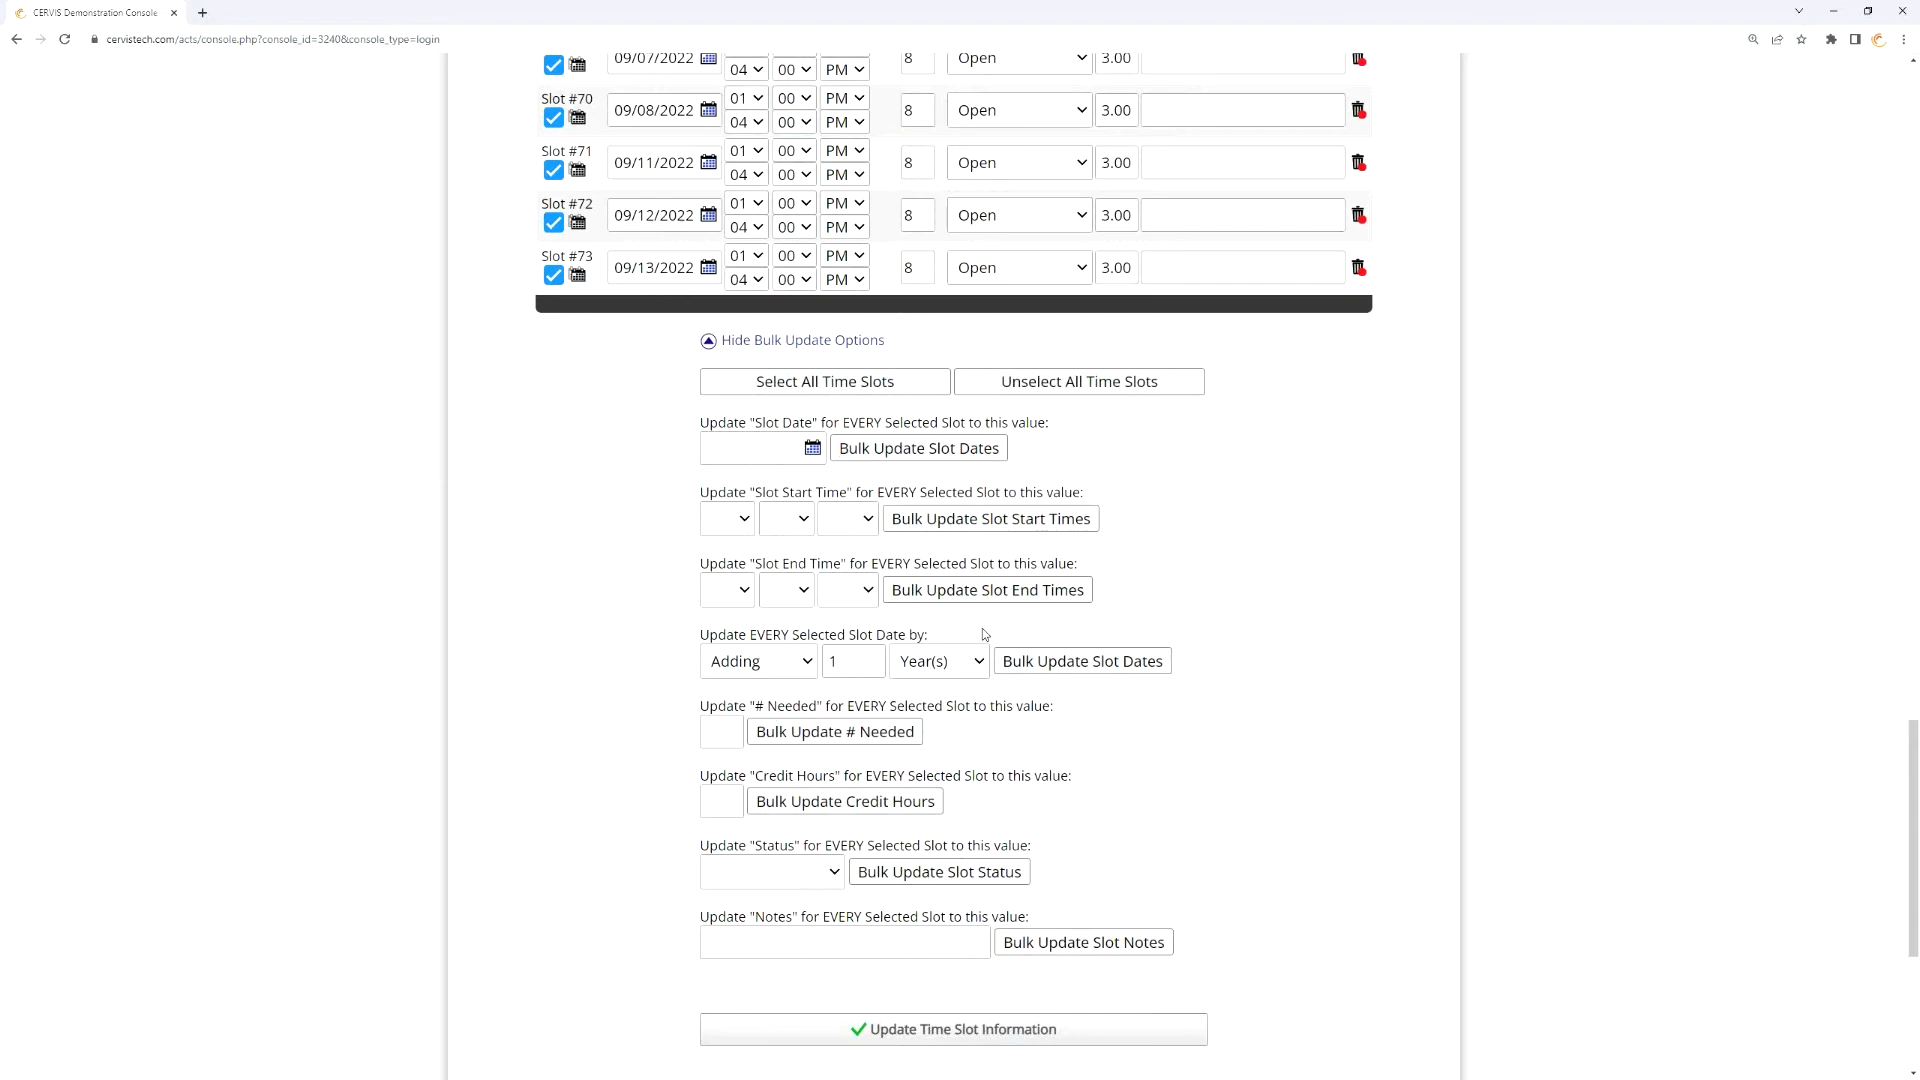 CERVIS Demonstration Console
cervistech.com/acts/console.php?console_id=3240&console_type=login
09/07/2022 8 Open 3.00
04 00 PM
Slot #70 01 00 PM
09/08/2022 8 Open 3.00
04 00 PM
Slot #71 01 00 PM
09/11/2022 8 Open 3.00
04 00 PM
Slot #72 01 00 PM
09/12/2022 8 Open 3.00
04 00 PM
Slot #73 01 00 PM
09/13/2022 8 Open 3.00
04 00 PM
Hide Bulk Update Options
Select All Time Slots Unselect All Time Slots
Update "Slot Date" for EVERY Selected Slot to this value:
Bulk Update Slot Dates
Update "Slot Start Time" for EVERY Selected Slot to this value:
Bulk Update Slot Start Times
Update "Slot End Time" for EVERY Selected Slot to this value:
Bulk Update Slot End Times
Update EVERY Selected Slot Date by:
Adding 1 Year(s) Bulk Update Slot Dates
Update "# Needed" for EVERY Selected Slot to this value:
Bulk Update # Needed
Update "Credit Hours" for EVERY Selected Slot to this value:
Bulk Update Credit Hours
Update "Status" for EVERY Selected Slot to this value:
Bulk Update Slot Status
Update "Notes" for EVERY Selected Slot to this value:
Bulk Update Slot Notes
Update Time Slot Information